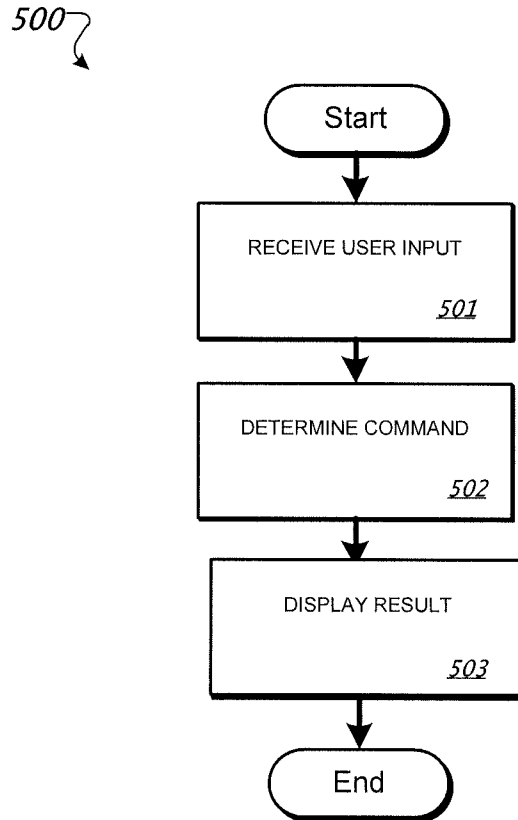 500
Start
RECEIVE USER INPUT
501
DETERMINE COMMAND
502
DISPLAY RESULT
503
End